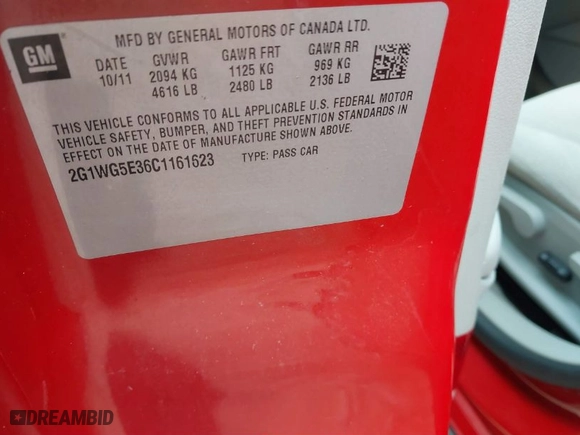 GM
MFD BY GENERAL MOTORS OF CANADA LTD.
DATE GVWR GAWR FRT GAWR RR
10/11 2094 KG 1125 KG 969 KG
4616 LB 2480 LB 2136 LB
THIS VEHICLE CONFORMS TO ALL APPLICABLE U.S. FEDERAL MOTOR
VEHICLE SAFETY, BUMPER, AND THEFT PREVENTION STANDARDS IN
EFFECT ON THE DATE OF MANUFACTURE SHOWN ABOVE.
2G1WG5E36C1161623 TYPE: PASS CAR
DREAMBID